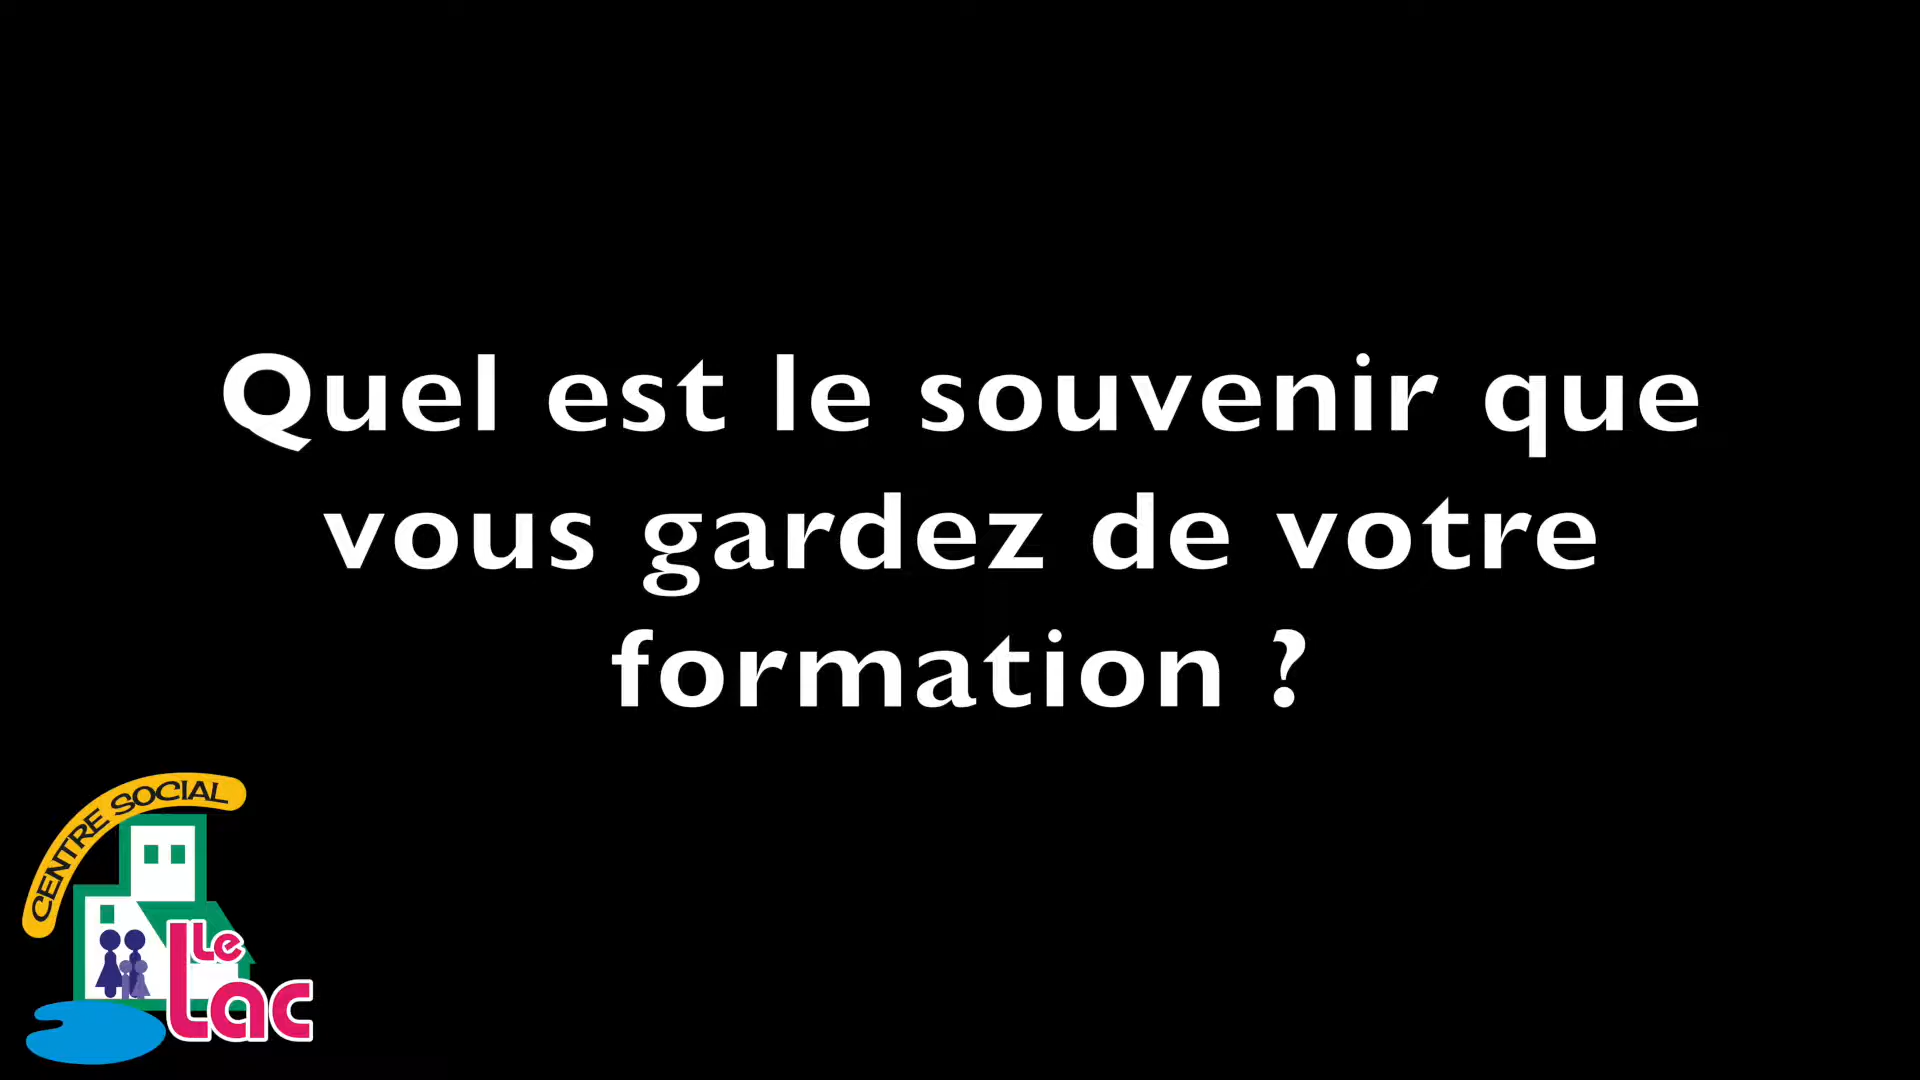 Quel est le souvenir que
vous gardez de votre
formation ?
CENTRE SOCIAL
Le
Lac